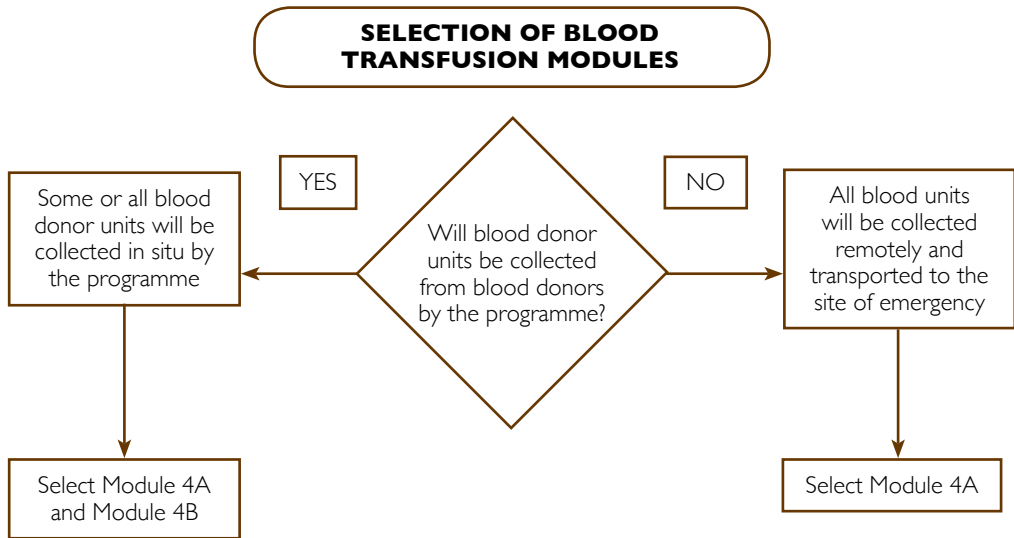 SELECTION OF BLOOD
TRANSFUSION MODULES
YES
NO
Some or all blood
donor units will be
collected in situ by
the programme
Will blood donor
units be collected
from blood donors
by the programme?
All blood units
will be collected
remotely and
transported to the
site of emergency
Select Module 4A
and Module 4B
Select Module 4A